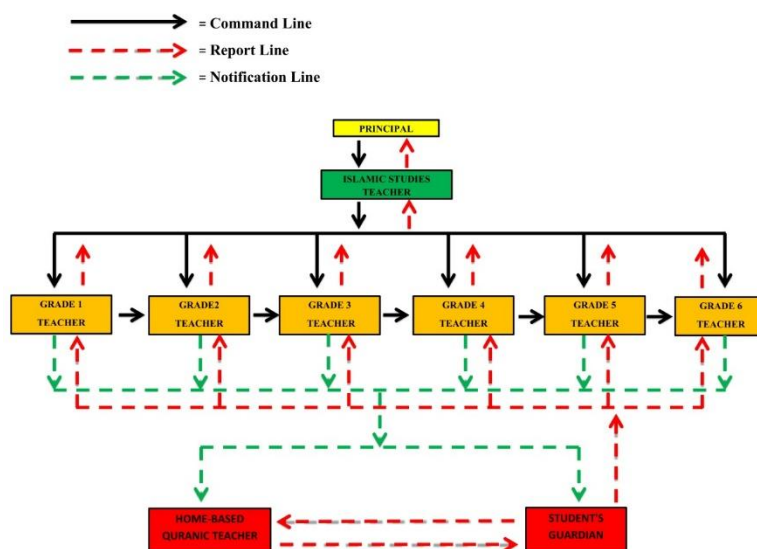 = Command Line
= Report Line
= Notification Line
PRINCIPAL
ISLAMIC STUDIES
TEACHER
GRADE 1
TEACHER
GRADE2
TEACHER
GRADE 3
TEACHER
GRADE 4
TEACHER
GRADE 5
TEACHER
GRADE 6
TEACHER
HOME-BASED
QURANIC TEACHER
STUDENT'S
GUARDIAN